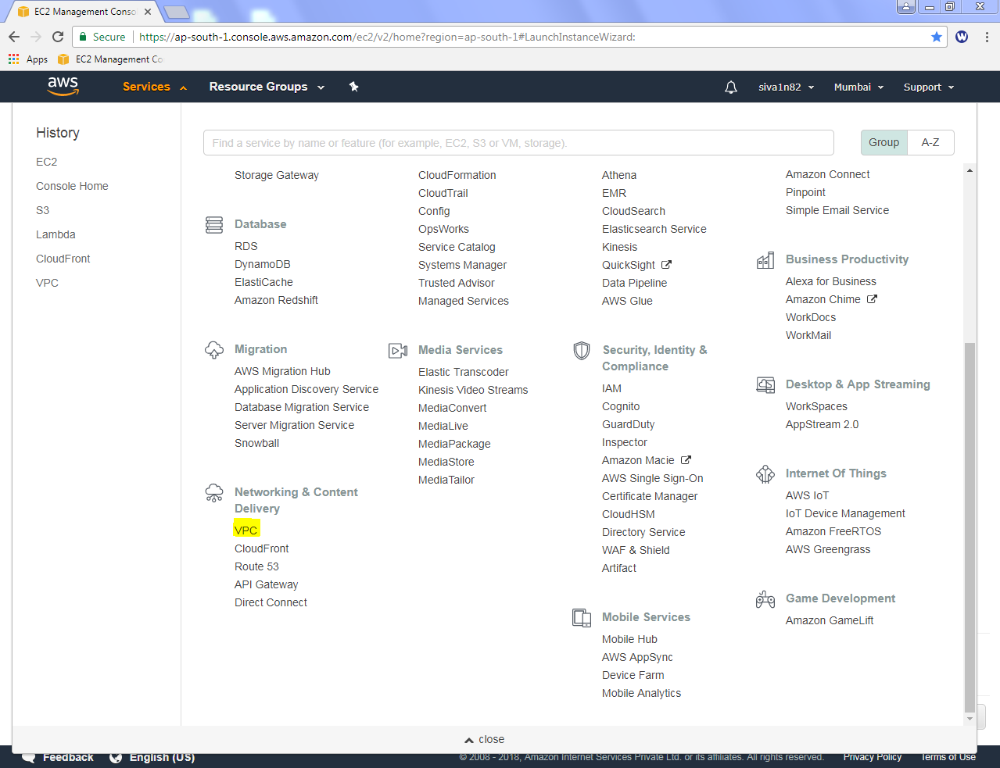 EC2 Management Conso
Secure
https://ap-south-1.console.aws.amazon.com/ec2/v2/home?region=ap-south-1#LaunchInstanceWizard:
W
Apps
EC2 Management Co
aws
Services
Resource Groups
siva1n82
Mumbai
Support
History
EC2
Console Home
S3
Lambda
CloudFront
VPC
Find a service by name or feature (for example, EC2, S3 or VM, storage).
Group
A-Z
Storage Gateway
Database
RDS
DynamoDB
ElastiCache
Amazon Redshift
Migration
AWS Migration Hub
Application Discovery Service
Database Migration Service
Server Migration Service
Snowball
Networking & Content
Delivery
VPC
CloudFront
Route 53
API Gateway
Direct Connect
CloudFormation
CloudTrail
Config
OpsWorks
Service Catalog
Systems Manager
Trusted Advisor
Managed Services
Media Services
Elastic Transcoder
Kinesis Video Streams
MediaConvert
MediaLive
MediaPackage
MediaStore
MediaTailor
Athena
EMR
CloudSearch
Elasticsearch Service
Kinesis
QuickSight
Data Pipeline
AWS Glue
Security, Identity &
Compliance
IAM
Cognito
GuardDuty
Inspector
Amazon Macie
AWS Single Sign-On
Certificate Manager
CloudHSM
Directory Service
WAF & Shield
Artifact
Mobile Services
Mobile Hub
AWS AppSync
Device Farm
Mobile Analytics
Amazon Connect
Pinpoint
Simple Email Service
Business Productivity
Alexa for Business
Amazon Chime
WorkDocs
WorkMail
Desktop & App Streaming
WorkSpaces
AppStream 2.0
Internet Of Things
AWS IoT
IoT Device Management
Amazon FreeRTOS
AWS Greengrass
Game Development
Amazon GameLift
close
Feedback
English (US)
© 2008 - 2018, Amazon Internet Services Private Ltd. or its affiliates. All rights reserved.
Privacy Policy
Terms of Use